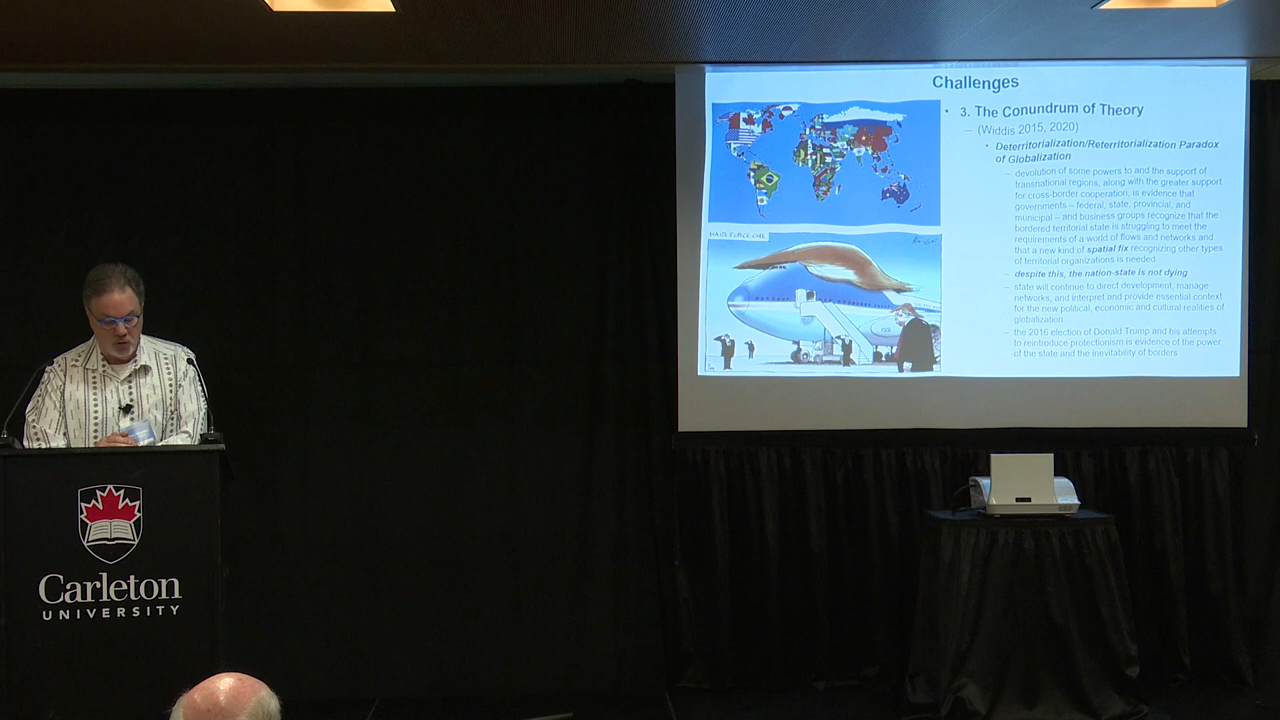 Challenges
• 3. The Conundrum of Theory
– (Widdis 2015, 2020)
• Deterritorialization/Reterritorialization Paradox
of Globalization
– devolution of some powers to and the support of
transnational regions, along with the greater support
for cross-border cooperation, is evidence that
governments – federal, state, provincial, and
municipal – and business groups recognize that the
bordered territorial state is struggling to meet the
requirements of a world of flows and networks and
that a new kind of spatial fix recognizing other types
of territorial organizations is needed
– despite this, the nation-state is not dying
– state will continue to direct development, manage
networks, and interpret and provide essential context
for the new political, economic and cultural realities of
globalization
– the 2016 election of Donald Trump and his attempts
to reintroduce protectionism is evidence of the power
of the state and the inevitability of borders
HAIR FORCE ONE
Carleton
UNIVERSITY